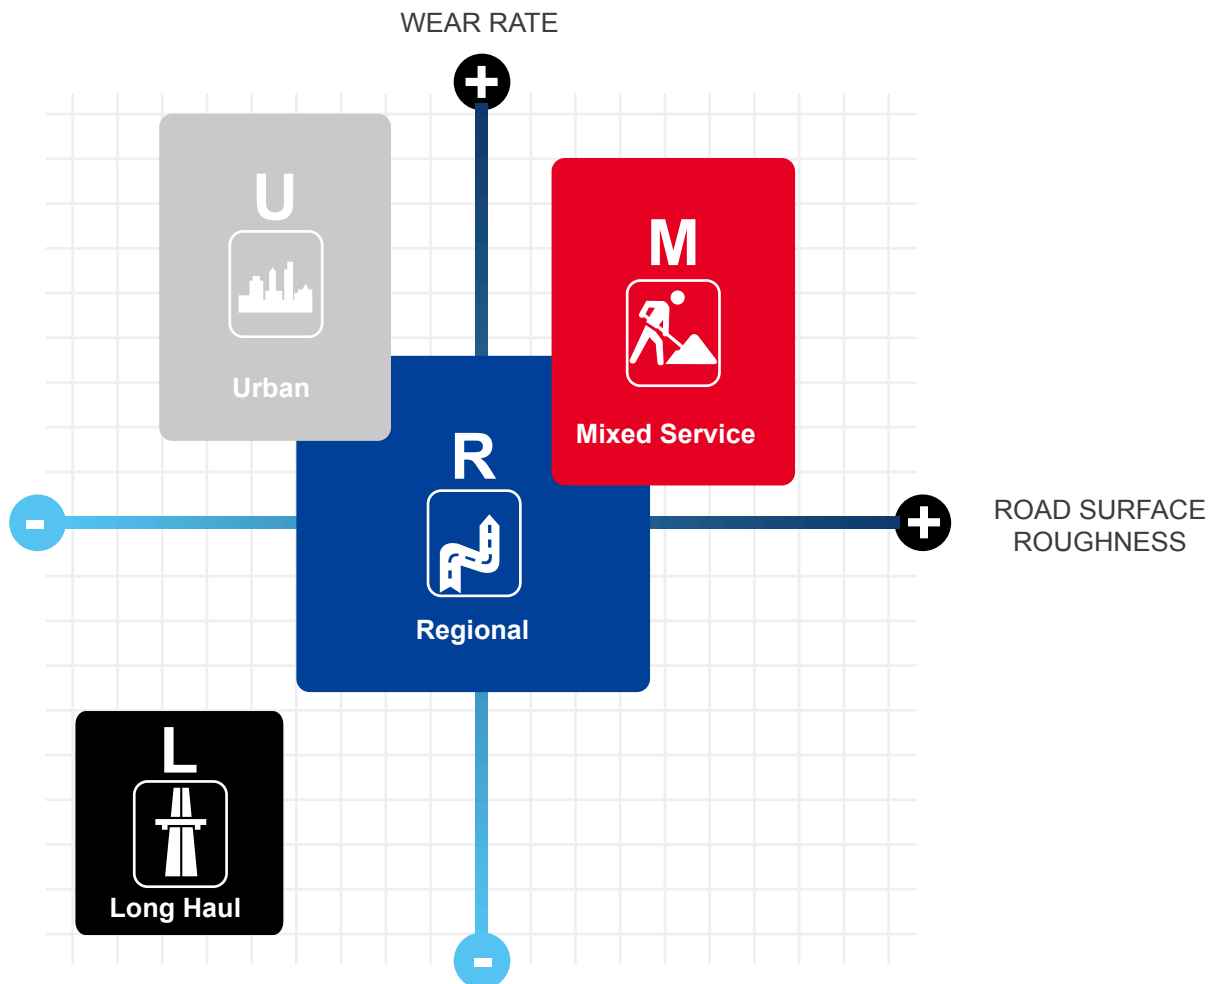 WEAR RATE
+
U
Urban
M
Mixed Service
R
Regional
-
+
ROAD SURFACE
ROUGHNESS
L
Long Haul
-